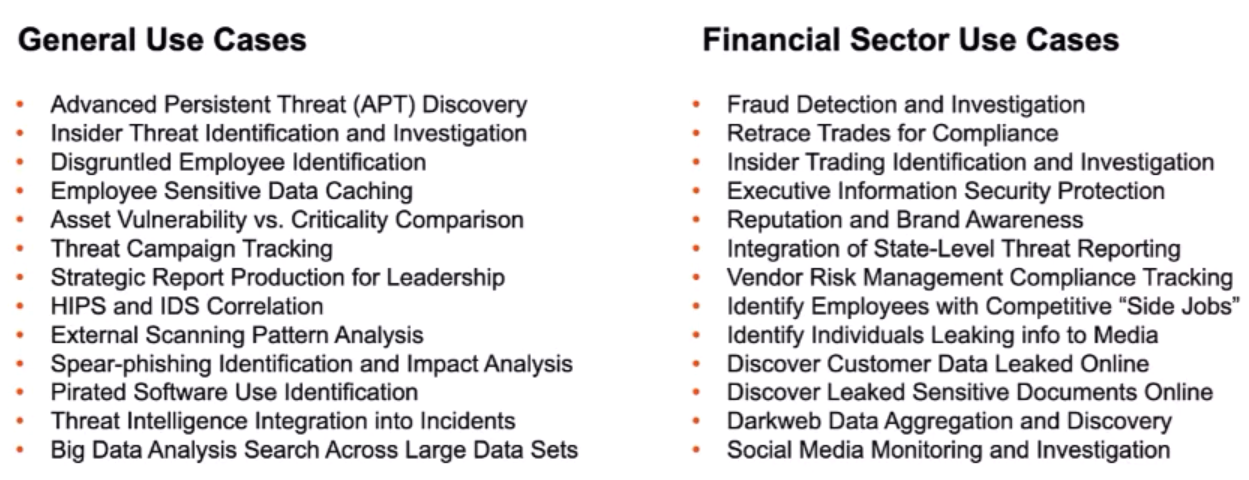 General Use Cases
• Advanced Persistent Threat (APT) Discovery
• Insider Threat Identification and Investigation
• Disgruntled Employee Identification
• Employee Sensitive Data Caching
• Asset Vulnerability vs. Criticality Comparison
• Threat Campaign Tracking
• Strategic Report Production for Leadership
• HIPS and IDS Correlation
• External Scanning Pattern Analysis
• Spear-phishing Identification and Impact Analysis
• Pirated Software Use Identification
• Threat Intelligence Integration into Incidents
• Big Data Analysis Search Across Large Data Sets
Financial Sector Use Cases
• Fraud Detection and Investigation
• Retrace Trades for Compliance
• Insider Trading Identification and Investigation
• Executive Information Security Protection
• Reputation and Brand Awareness
• Integration of State-Level Threat Reporting
• Vendor Risk Management Compliance Tracking
• Identify Employees with Competitive “Side Jobs”
• Identify Individuals Leaking info to Media
• Discover Customer Data Leaked Online
• Discover Leaked Sensitive Documents Online
• Darkweb Data Aggregation and Discovery
• Social Media Monitoring and Investigation